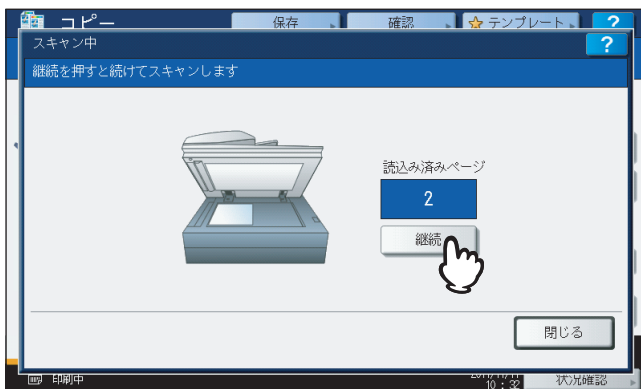 コピー
保存
確認
テンプレート
?
スキャン中
?
継続を押すと続けてスキャンします
読込み済みページ
2
継続
閉じる
印刷中
10：32
状況確認